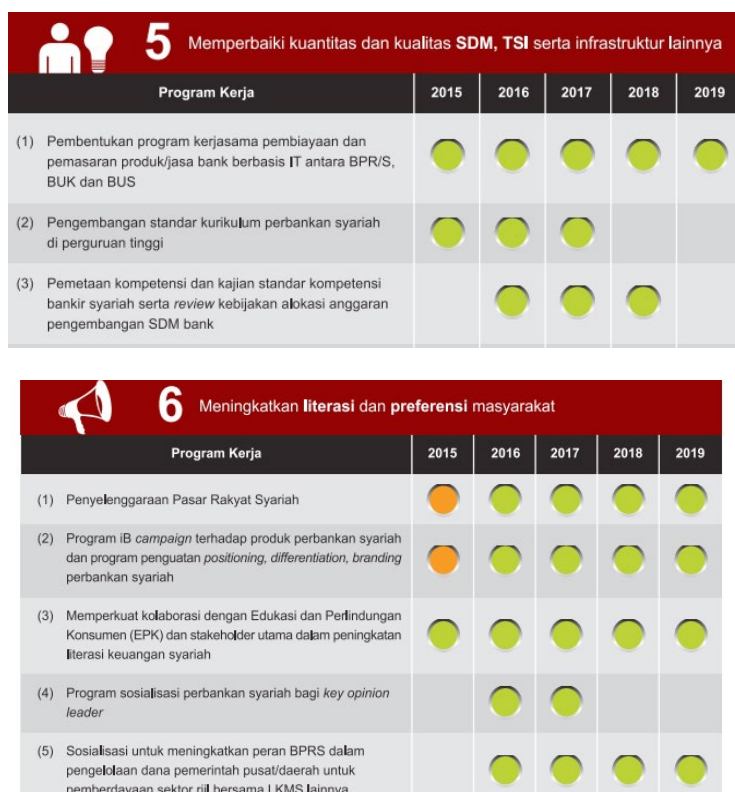 5 Memperbaiki kuantitas dan kualitas SDM, TSI serta infrastruktur lainnya
Program Kerja 2015 2016 2017 2018 2019
(1) Pembentukan program kerjasama pembiayaan dan
pemasaran produk/jasa bank berbasis IT antara BPR/S,
BUK dan BUS
(2) Pengembangan standar kurikulum perbankan syariah
di perguruan tinggi
(3) Pemetaan kompetensi dan kajian standar kompetensi
bankir syariah serta review kebijakan alokasi anggaran
pengembangan SDM bank
6 Meningkatkan literasi dan preferensi masyarakat
Program Kerja 2015 2016 2017 2018 2019
(1) Penyelenggaraan Pasar Rakyat Syariah
(2) Program iB campaign terhadap produk perbankan syariah
dan program penguatan positioning, differentiation, branding
perbankan syariah
(3) Memperkuat kolaborasi dengan Edukasi dan Perlindungan
Konsumen (EPK) dan stakeholder utama dalam peningkatan
literasi keuangan syariah
(4) Program sosialisasi perbankan syariah bagi key opinion
leader
(5) Sosialisasi untuk meningkatkan peran BPRS dalam
pengelolaan dana pemerintah pusat/daerah untuk
pemberdayaan sektor riil bersama LKMS lainnya